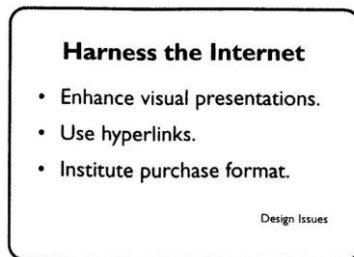 Harness the Internet
• Enhance visual presentations.
• Use hyperlinks.
• Institute purchase format.
Design Issues